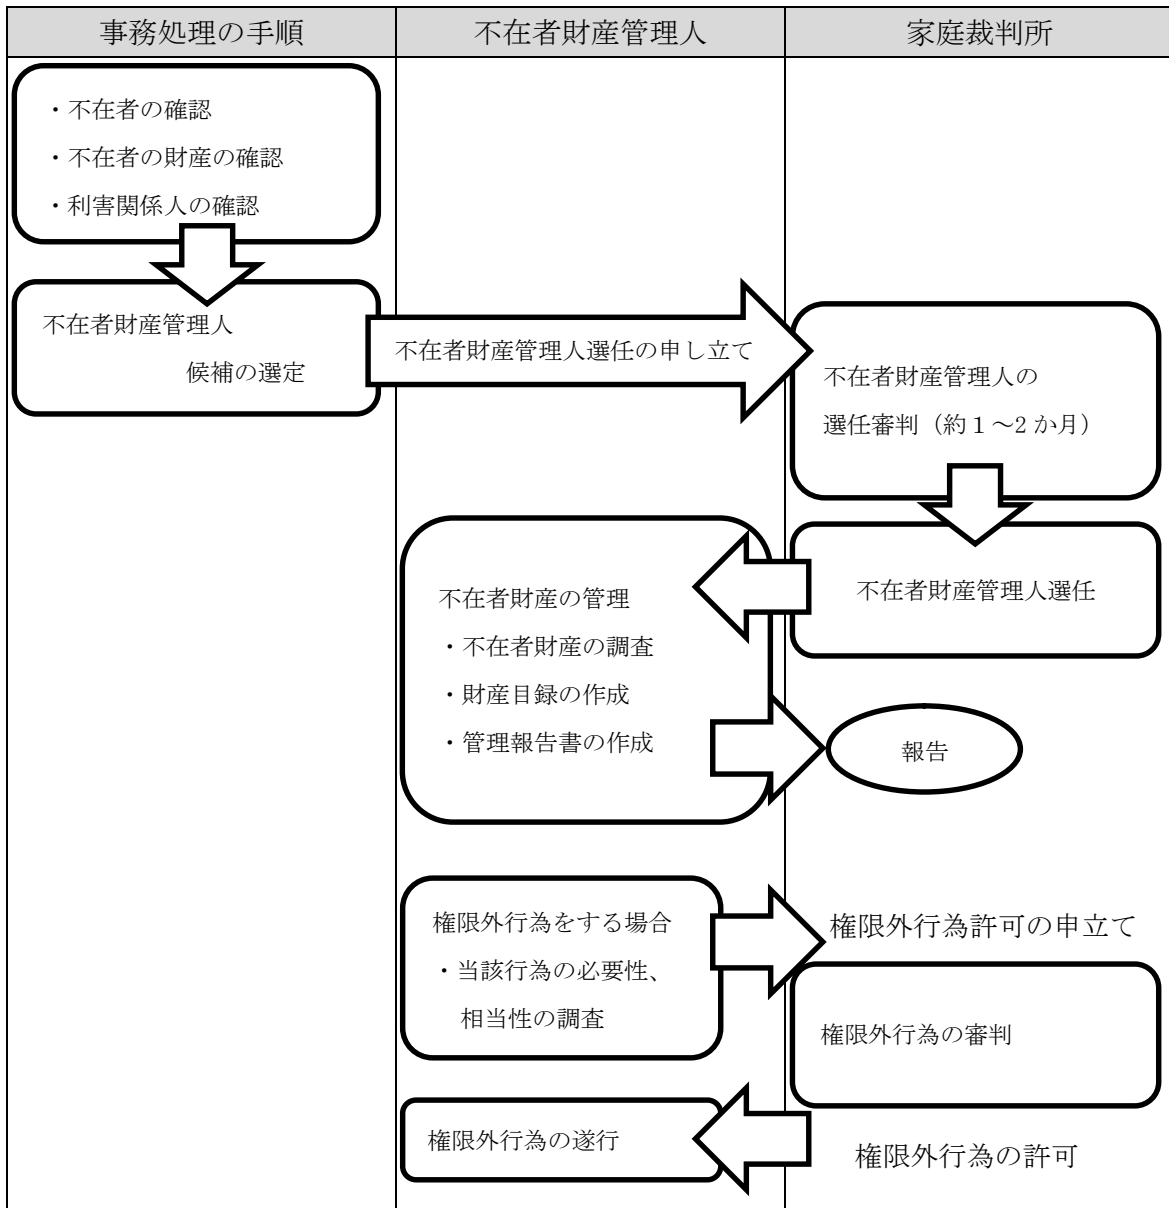 事務処理の手順
不在者財産管理人
家庭裁判所
・不在者の確認
・不在者の財産の確認
・利害関係人の確認
不在者財産管理人
候補の選定
不在者財産管理人選任の申し立て
不在者財産管理人の
選任審判（約１～2 か月）
不在者財産管理人選任
不在者財産の管理
・不在者財産の調査
・財産目録の作成
・管理報告書の作成
報告
権限外行為をする場合
・当該行為の必要性、
相当性の調査
権限外行為許可の申立て
権限外行為の審判
権限外行為の許可
権限外行為の遂行